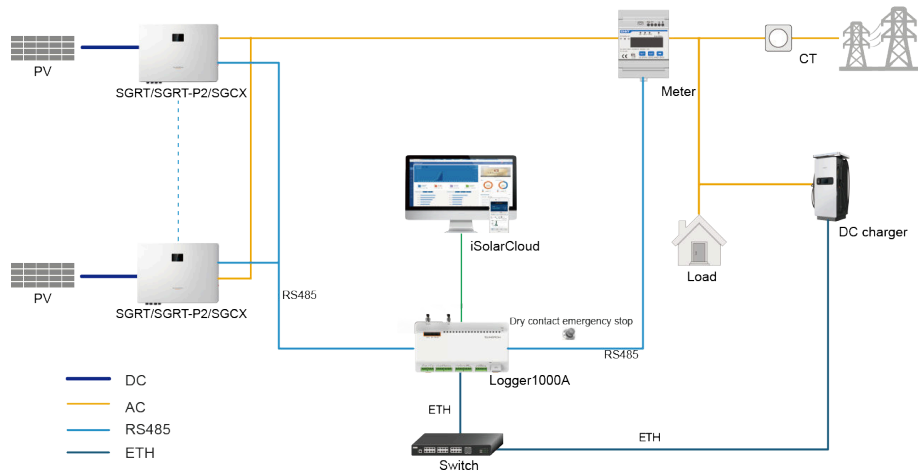 PV
SGRT/SGRT-P2/SGCX
Meter
CT
iSolarCloud
Load
DC charger
PV
SGRT/SGRT-P2/SGCX
RS485
Dry contact emergency stop
RS485
Logger1000A
DC
AC
RS485
ETH
ETH
ETH
Switch